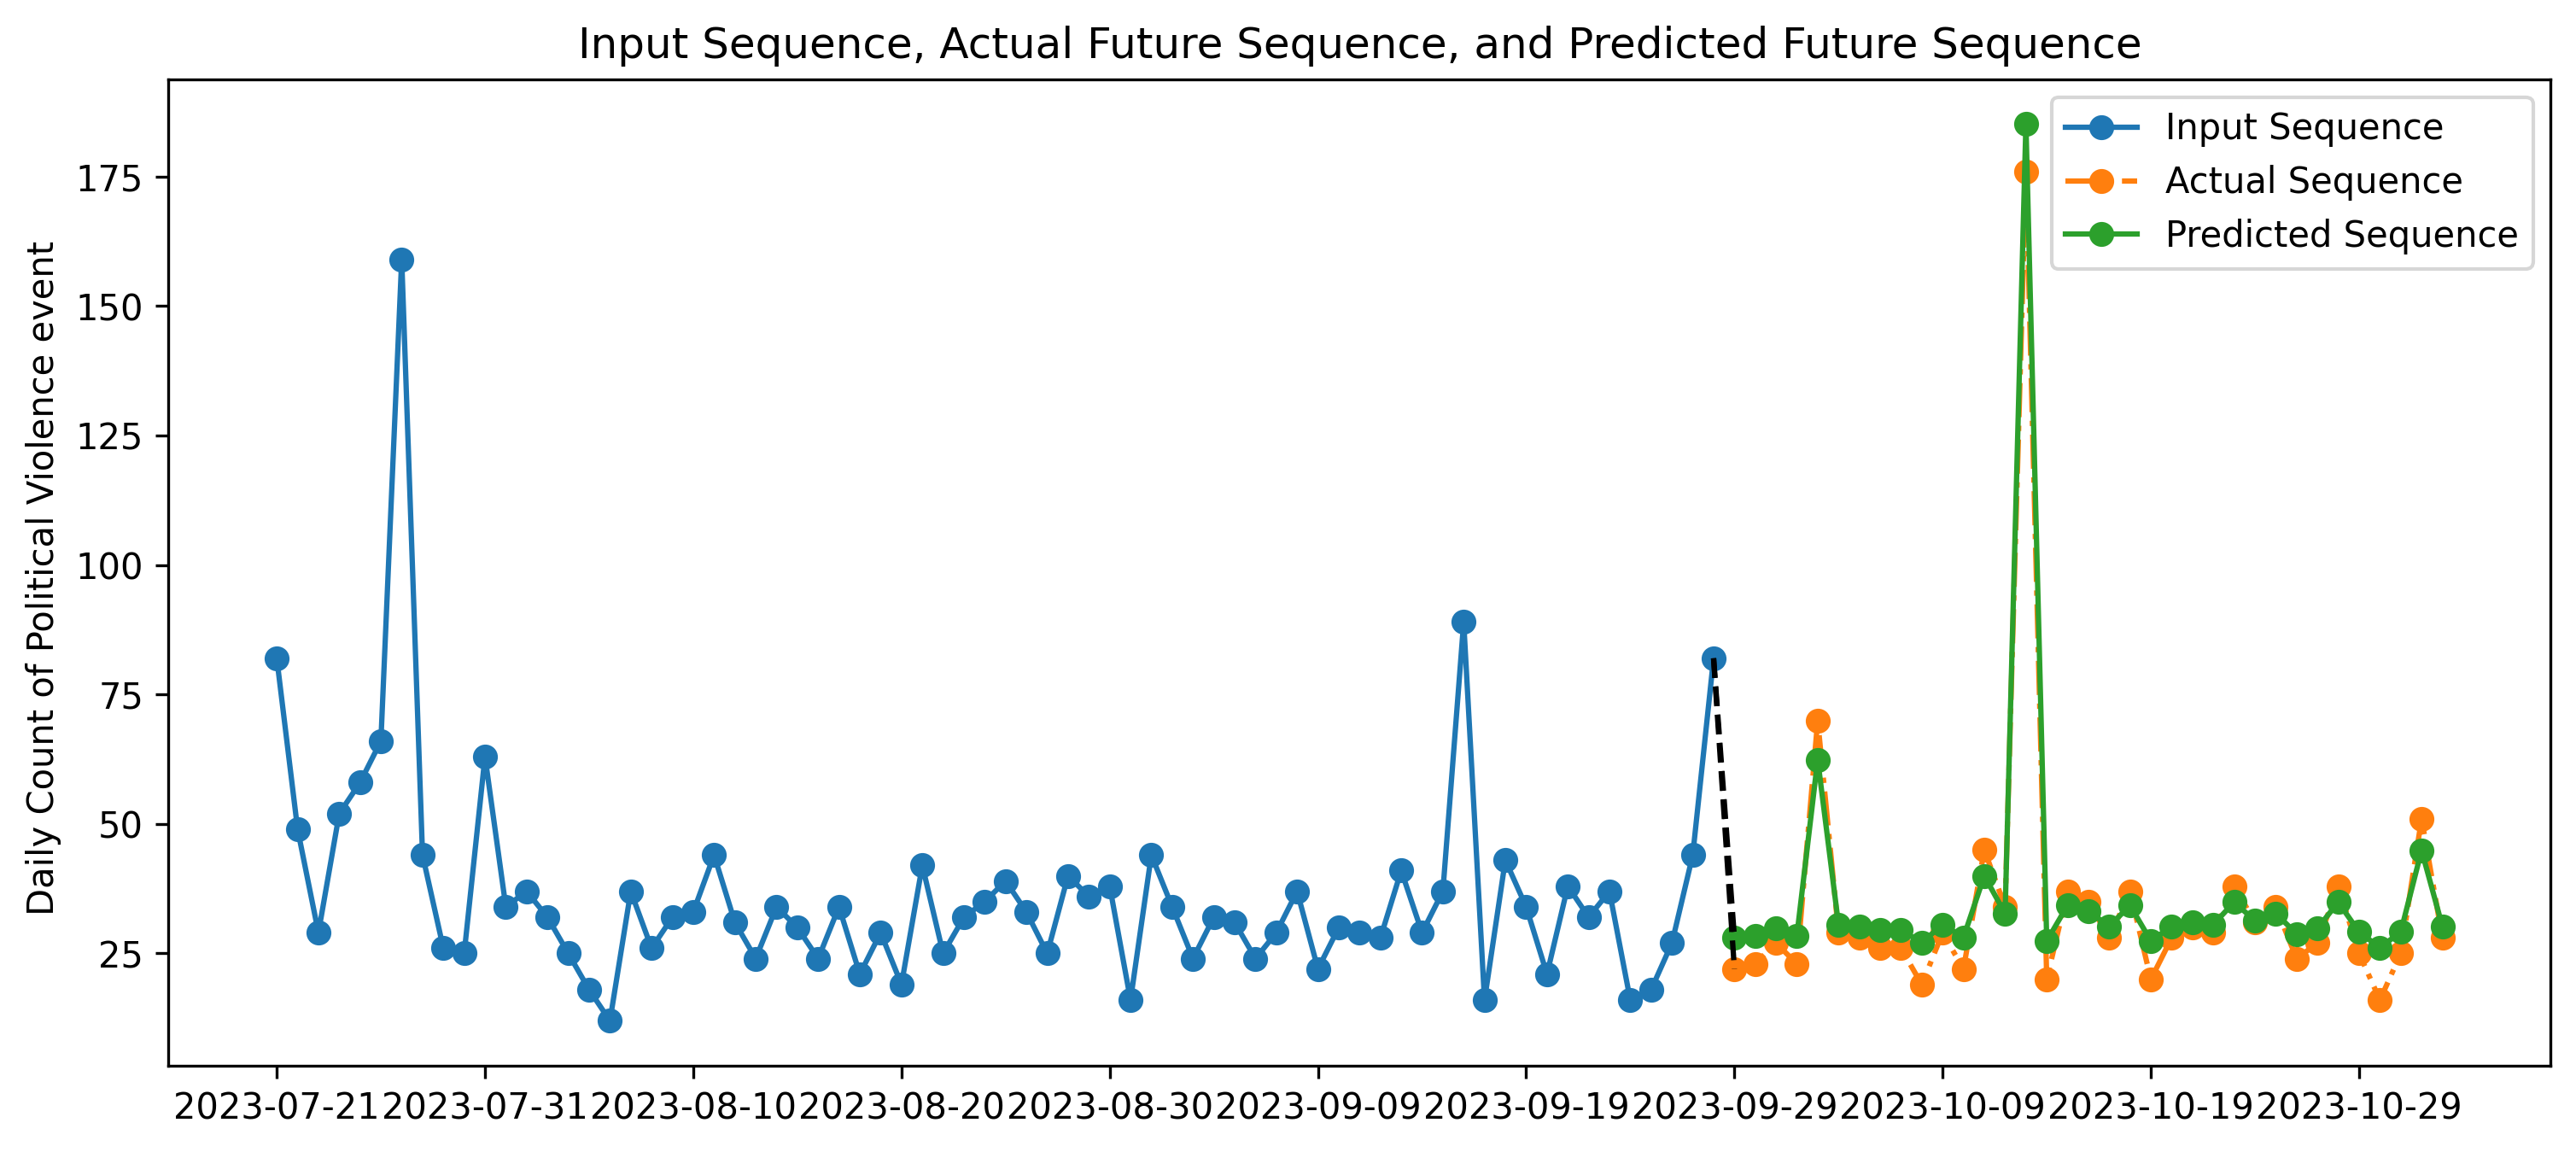 Input Sequence, Actual Future Sequence, and Predicted Future Sequence
Daily Count of Political Violence event
175
150
125
100
75
50
25
Input Sequence
Actual Sequence
Predicted Sequence
2023-07-21 2023-07-31 2023-08-10 2023-08-20 2023-08-30 2023-09-09 2023-09-19 2023-09-29 2023-10-09 2023-10-19 2023-10-29